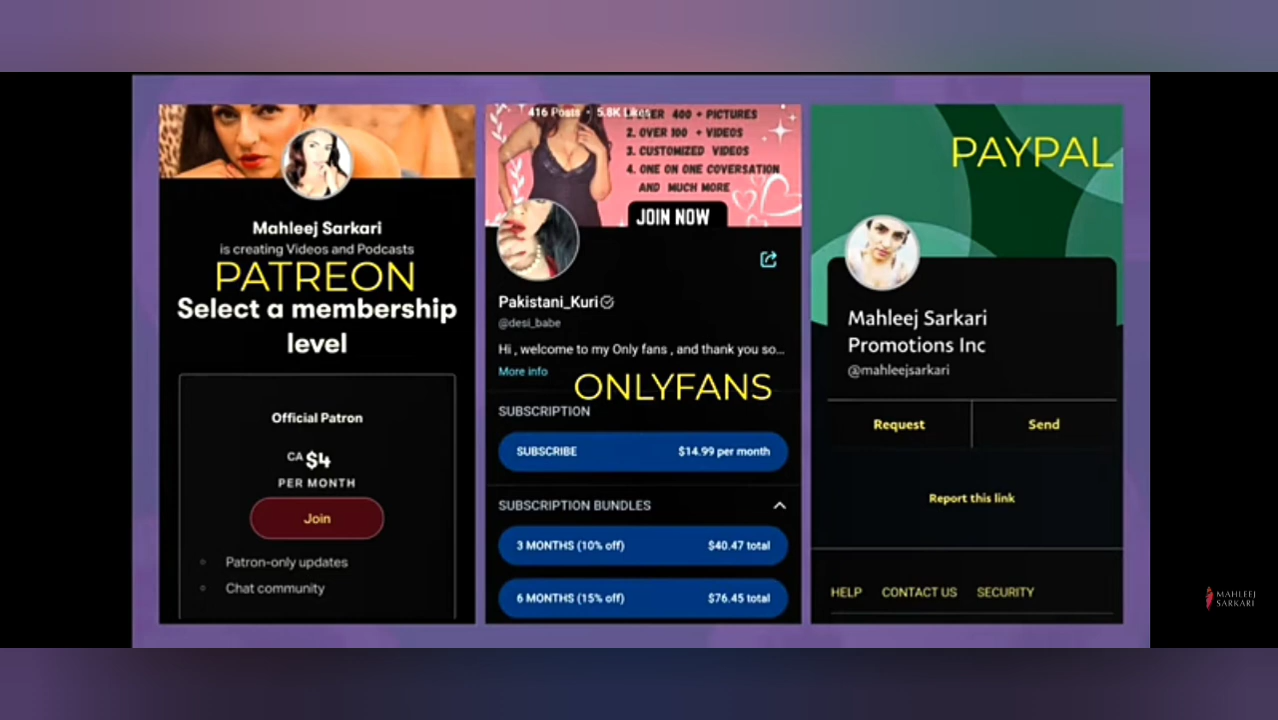 Mahleej Sarkari
is creating Videos and Podcasts
PATREON
Select a membership
level
Official Patron
CA $4
PER MONTH
Join
Patron-only updates
Chat community
416 Posts • 5.8K Likes
OVER 400 + PICTURES
2. OVER 100 + VIDEOS
3. CUSTOMIZED VIDEOS
4. ONE ON ONE COVERSATION
AND MUCH MORE
JOIN NOW
Pakistani_Kuri
@desi_babe
Hi , welcome to my Only fans , and thank you so...
More info
ONLYFANS
SUBSCRIPTION
SUBSCRIBE $14.99 per month
SUBSCRIPTION BUNDLES
3 MONTHS (10% off) $40.47 total
6 MONTHS (15% off) $76.45 total
PAYPAL
Mahleej Sarkari
Promotions Inc
@mahleejsarkari
Request Send
Report this link
HELP CONTACT US SECURITY
MAHLEEJ
SARKARI